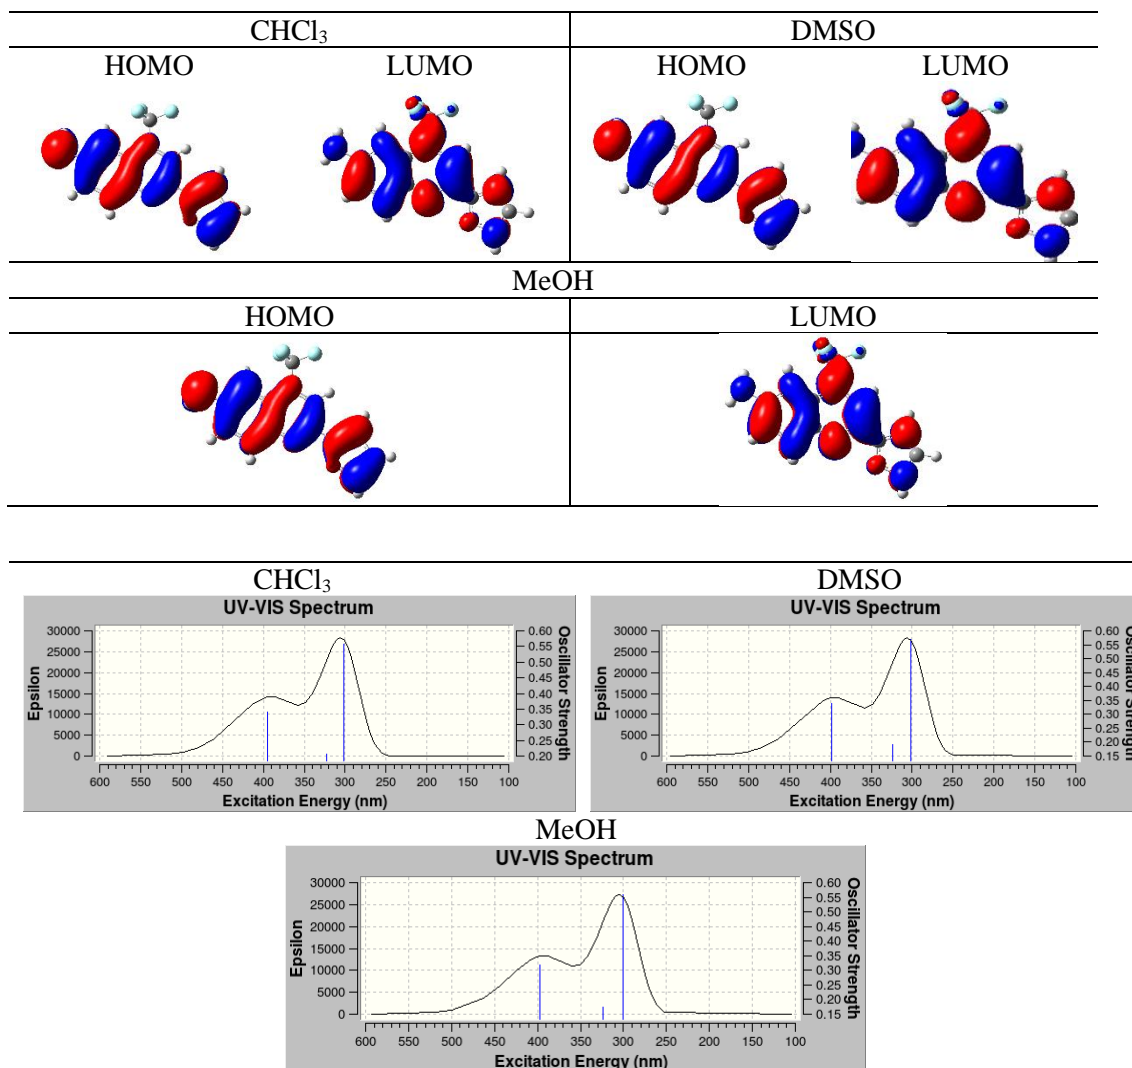 CHCl₃ DMSO
HOMO LUMO HOMO LUMO
MeOH
HOMO LUMO
CHCl₃ DMSO
UV-VIS Spectrum
30000
25000
20000
15000
10000
5000
0
Epsilon
0.60
0.55
0.50
0.45
0.40
0.35
0.30
0.25
0.20
Oscillator Strength
600 550 500 450 400 350 300 250 200 150 100
Excitation Energy (nm)
UV-VIS Spectrum
30000
25000
20000
15000
10000
5000
0
Epsilon
0.60
0.55
0.50
0.45
0.40
0.35
0.30
0.25
0.20
0.15
Oscillator Strength
600 550 500 450 400 350 300 250 200 150 100
Excitation Energy (nm)
MeOH
UV-VIS Spectrum
30000
25000
20000
15000
10000
5000
0
Epsilon
0.60
0.55
0.50
0.45
0.40
0.35
0.30
0.25
0.20
0.15
Oscillator Strength
600 550 500 450 400 350 300 250 200 150 100
Excitation Energy (nm)